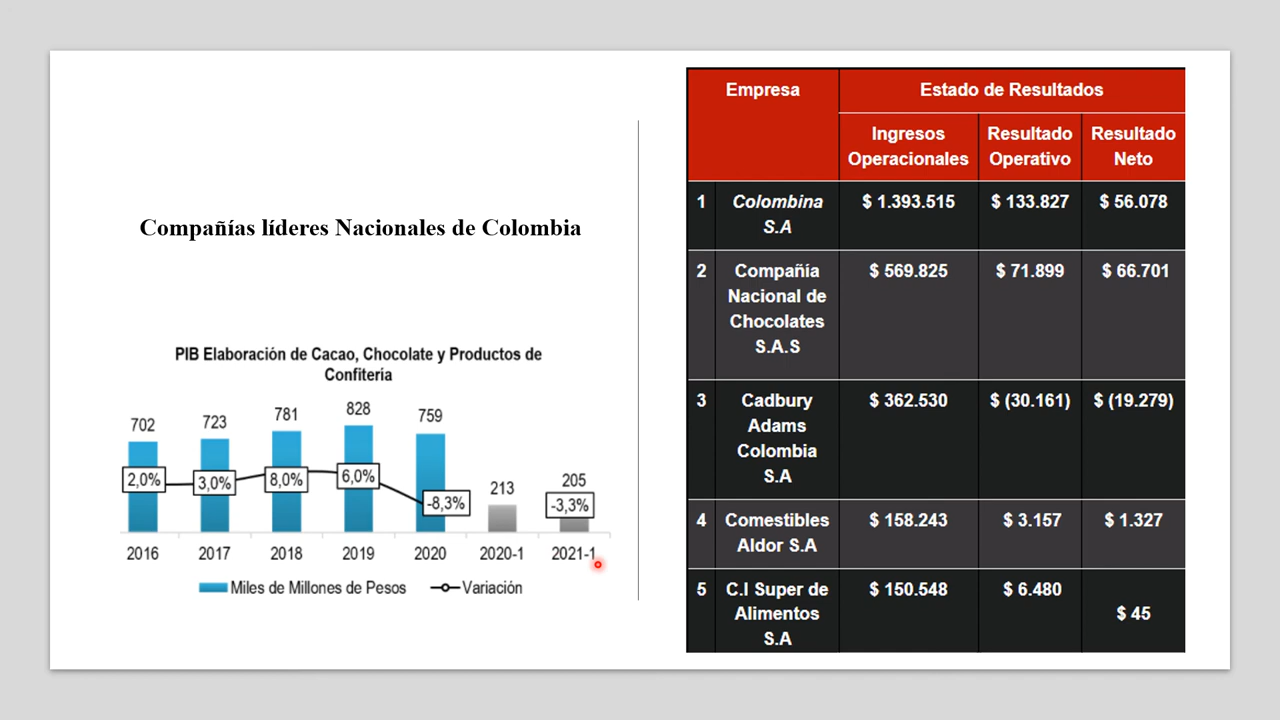 Compañías líderes Nacionales de Colombia
PIB Elaboración de Cacao, Chocolate y Productos de
Confitería
702
723
781
828
759
213
205
2,0%
3,0%
8,0%
6,0%
-8,3%
-3,3%
2016
2017
2018
2019
2020
2020-1
2021-1
Miles de Millones de Pesos
Variación
Empresa
Estado de Resultados
Ingresos
Operacionales
Resultado
Operativo
Resultado
Neto
1
Colombina
S.A
$ 1.393.515
$ 133.827
$ 56.078
2
Compañía
Nacional de
Chocolates
S.A.S
$ 569.825
$ 71.899
$ 66.701
3
Cadbury
Adams
Colombia
S.A
$ 362.530
$ (30.161)
$ (19.279)
4
Comestibles
Aldor S.A
$ 158.243
$ 3.157
$ 1.327
5
C.I Super de
Alimentos
S.A
$ 150.548
$ 6.480
$ 45